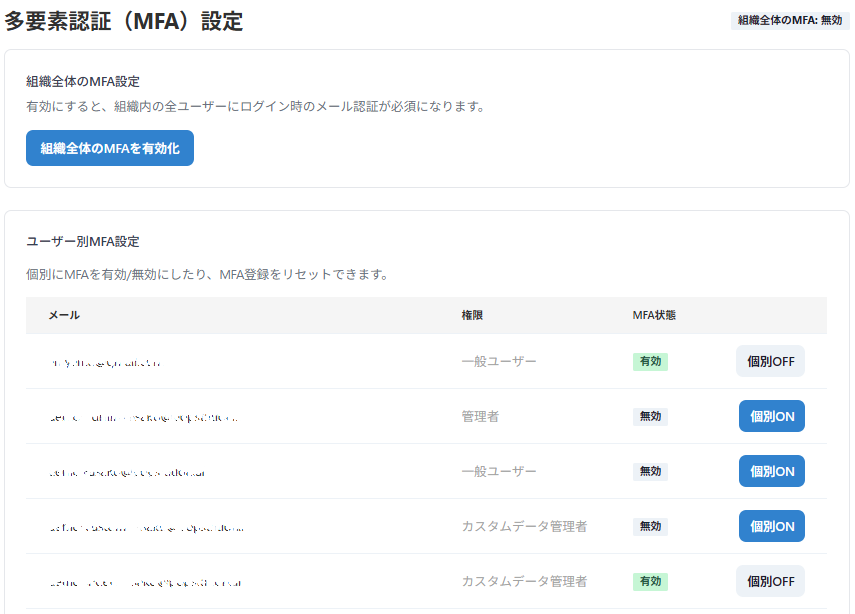 多要素認証（MFA）設定
組織全体のMFA: 無効
組織全体のMFA設定
有効にすると、組織内の全ユーザーにログイン時のメール認証が必須になります。
組織全体のMFAを有効化
ユーザー別MFA設定
個別にMFAを有効/無効にしたり、MFA登録をリセットできます。
メール 権限 MFA状態
一般ユーザー 有効 個別OFF
管理者 無効 個別ON
一般ユーザー 無効 個別ON
カスタムデータ管理者 無効 個別ON
カスタムデータ管理者 有効 個別OFF